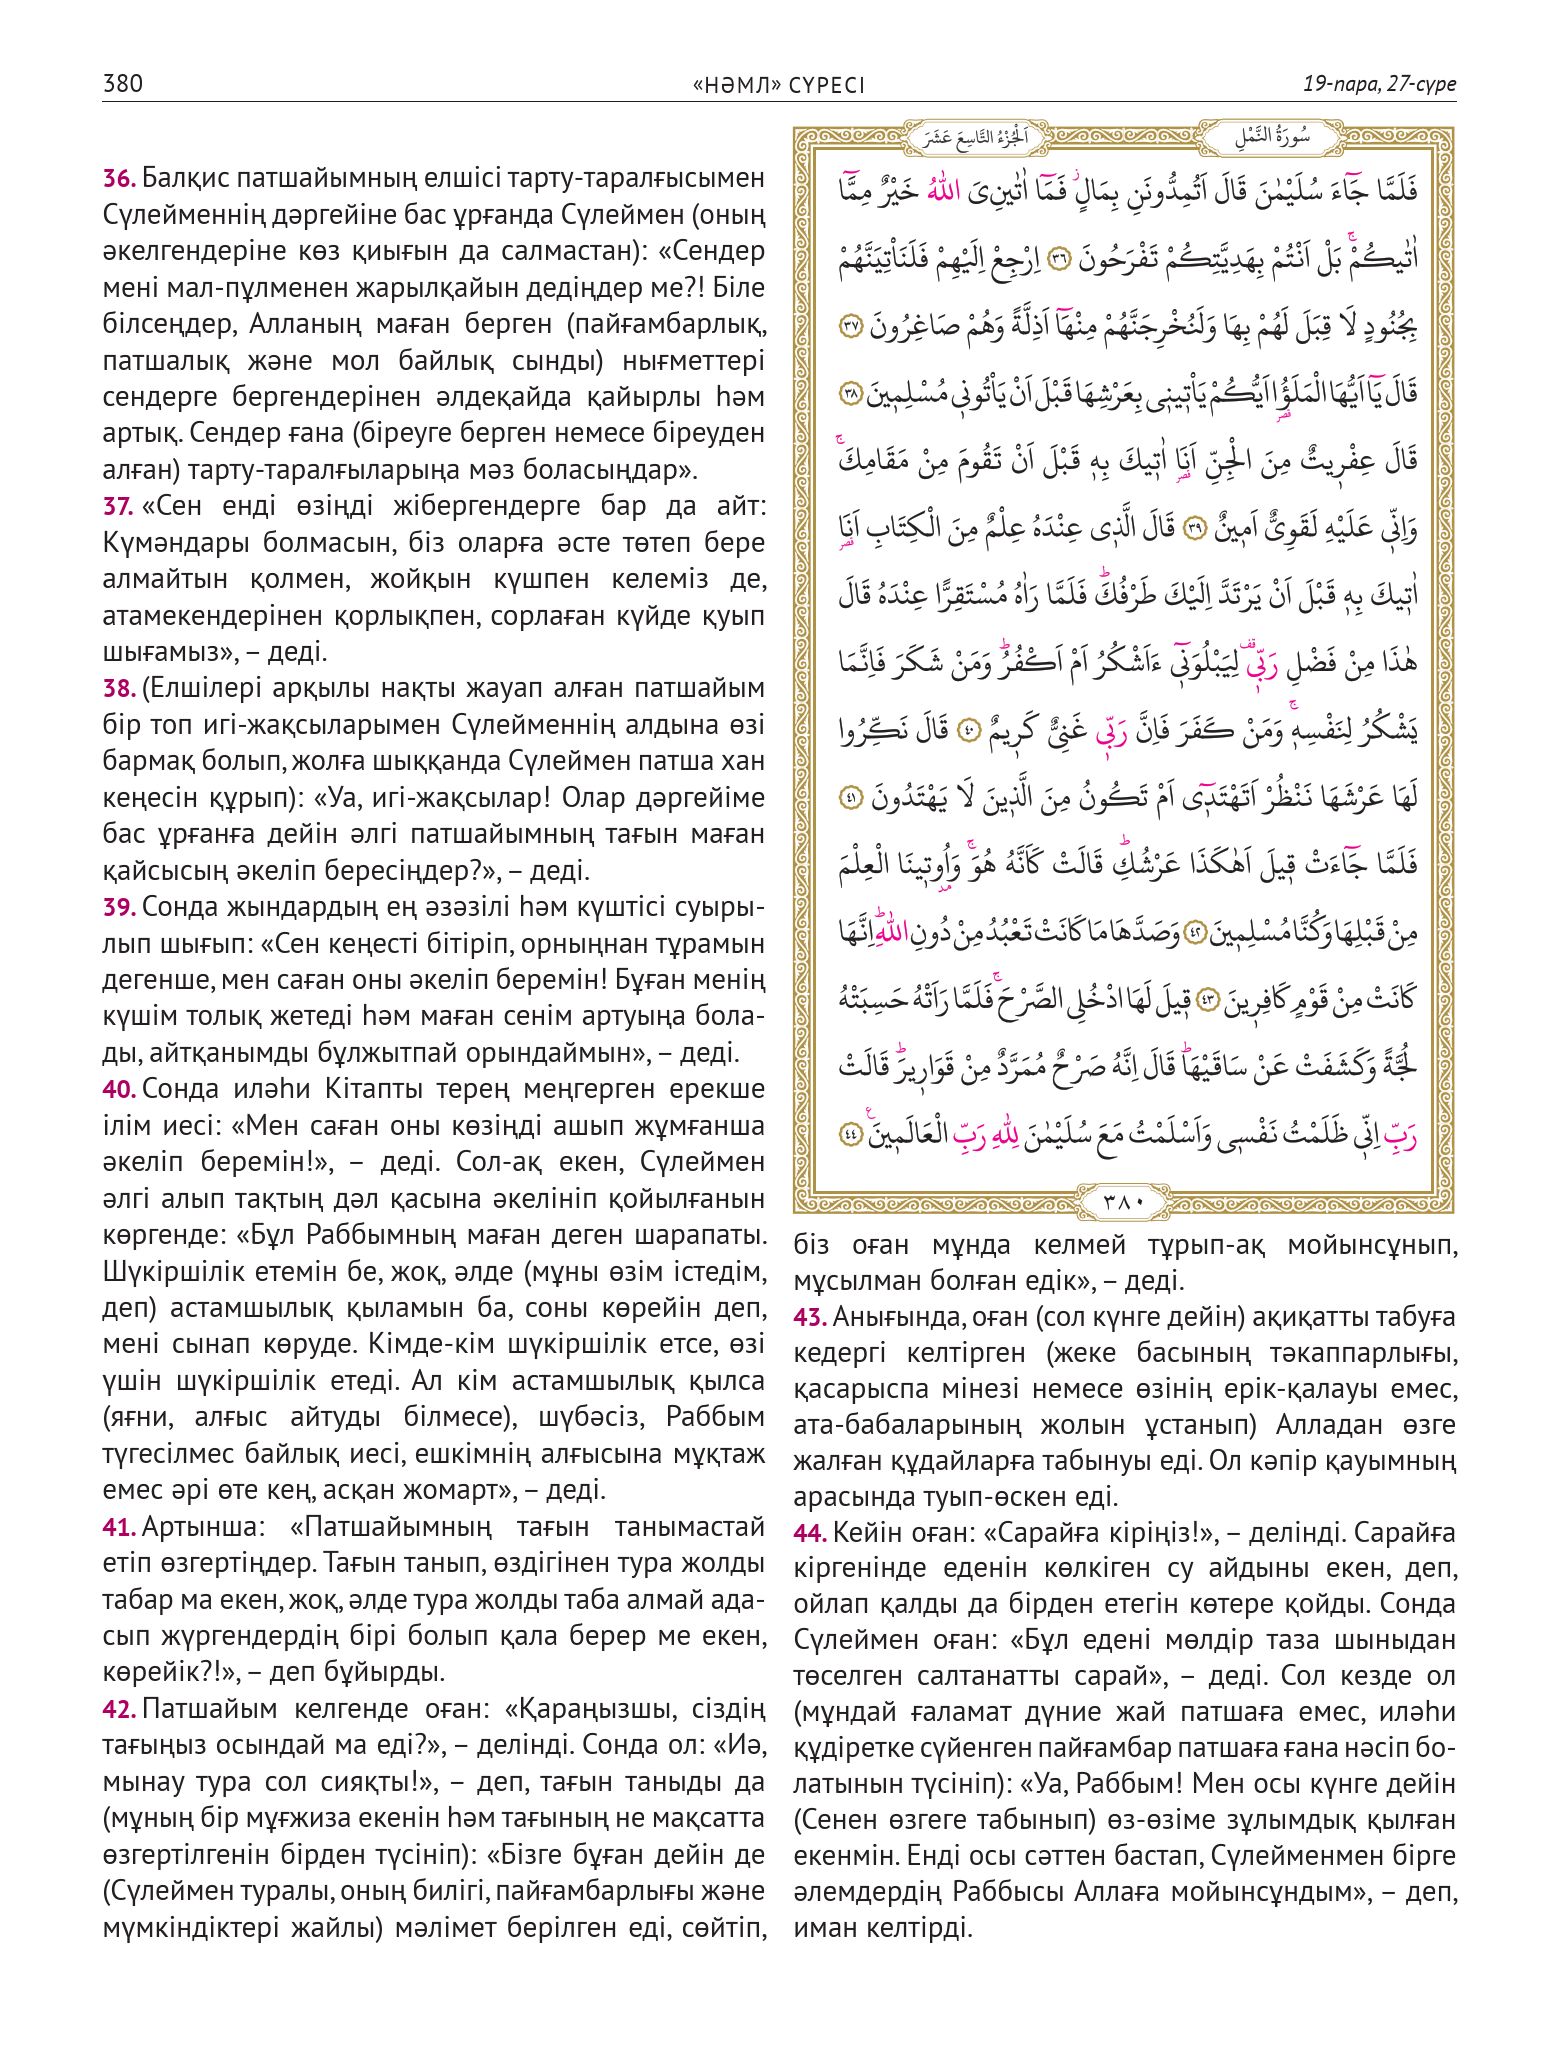 380
«НӘМЛ» СҮРЕСІ
19-пара, 27-сүре
36. Балқис патшайымның елшісі тарту-таралғысымен
Сүлейменнің дәргейіне бас ұрғанда Сүлеймен (оның
әкелгендеріне көз қиығын да салмастан): «Сендер
мені мал-пұлменен жарылқайын дедіңдер ме?! Біле
білсеңдер, Алланың маған берген (пайғамбарлық,
патшалық және мол байлық сынды) нығметтері
сендерге бергендерінен әлдеқайда қайырлы һәм
артық. Сендер ғана (біреуге берген немесе біреуден
алған) тарту-таралғыларыңа мәз боласыңдар».
37. «Сен енді өзіңді жібергендерге бар да айт:
Күмәндары болмасын, біз оларға әсте төтеп бере
алмайтын қолмен, жойқын күшпен келеміз де,
атамекендерінен қорлықпен, сорлаған күйде қуып
шығамыз», – деді.
38. (Елшілері арқылы нақты жауап алған патшайым
бір топ игі-жақсыларымен Сүлейменнің алдына өзі
бармақ болып, жолға шыққанда Сүлеймен патша хан
кеңесін құрып): «Уа, игі-жақсылар! Олар дәргейіме
бас ұрғанға дейін әлгі патшайымның тағын маған
қайсысың әкеліп бересіңдер?», – деді.
39. Сонда жындардың ең әзәзілі һәм күштісі суыры-
лып шығып: «Сен кеңесті бітіріп, орныңнан тұрамын
дегенше, мен саған оны әкеліп беремін! Бұған менің
күшім толық жетеді һәм маған сенім артуыңа бола-
ды, айтқанымды бұлжытпай орындаймын», – деді.
40. Сонда иләһи Кітапты терең меңгерген ерекше
ілім иесі: «Мен саған оны көзіңді ашып жұмғанша
әкеліп беремін!», – деді. Сол-ақ екен, Сүлеймен
әлгі алып тақтың дәл қасына әкелініп қойылғанын
көргенде: «Бұл Раббымның маған деген шарапаты.
Шүкіршілік етемін бе, жоқ, әлде (мұны өзім істедім,
деп) астамшылық қыламын ба, соны көрейін деп,
мені сынап көруде. Кімде-кім шүкіршілік етсе, өзі
үшін шүкіршілік етеді. Ал кім астамшылық қылса
(яғни, алғыс айтуды білмесе), шүбәсіз, Раббым
түгесілмес байлық иесі, ешкімнің алғысына мұқтаж
емес әрі өте кең, асқан жомарт», – деді.
41. Артынша: «Патшайымның тағын танымастай
етіп өзгертіңдер. Тағын танып, өздігінен тура жолды
табар ма екен, жоқ, әлде тура жолды таба алмай ада-
сып жүргендердің бірі болып қала берер ме екен,
көрейік?!», – деп бұйырды.
42. Патшайым келгенде оған: «Қараңызшы, сіздің
тағыңыз осындай ма еді?», – делінді. Сонда ол: «Иә,
мынау тура сол сияқты!», – деп, тағын таныды да
(мұның бір мұғжиза екенін һәм тағының не мақсатта
өзгертілгенін бірден түсініп): «Бізге бұған дейін де
(Сүлеймен туралы, оның билігі, пайғамбарлығы және
мүмкіндіктері жайлы) мәлімет берілген еді, сөйтіп,
سُورَةُ النَّمْلِ
اَلْجُزْءُ التَّاسِعَ عَشَرَ
فَلَمَّا جَٓاءَ سُلَيْمٰنَ قَالَ اَتُمِدُّونَنِ بِمَالٍۘ فَمَٓا اٰتٰينِيَ اللّٰهُ خَيْرٌ مِمَّٓا
اٰتٰيكُمْۚ بَلْ اَنْتُمْ بِهَدِيَّتِكُمْ تَفْرَحُونَ ﴿٣٦﴾ اِرْجِعْ اِلَيْهِمْ فَلَنَأْتِيَنَّهُمْ
بِجُنُودٍ لَا قِبَلَ لَهُمْ بِهَا وَلَنُخْرِجَنَّهُمْ مِنْهَٓا اَذِلَّةً وَهُمْ صَاغِرُونَ ﴿٣٧﴾
قَالَ يَٓا اَيُّهَا الْمَلَؤُا اَيُّكُمْ يَأْت۪ين۪ي بِعَرْشِهَا قَبْلَ اَنْ يَأْتُون۪ي مُسْلِم۪ينَ ﴿٣٨﴾
قَالَ عِفْر۪يتٌ مِنَ الْجِنِّ اَنَا اٰت۪يكَ بِه۪ قَبْلَ اَنْ تَقُومَ مِنْ مَقَامِكَۚ
وَاِنّ۪ي عَلَيْهِ لَقَوِيٌّ اَم۪ينٌ ﴿٣٩﴾ قَالَ الَّذ۪ي عِنْدَهُ عِلْمٌ مِنَ الْكِتَابِ اَنَا
اٰت۪يكَ بِه۪ قَبْلَ اَنْ يَرْتَدَّ اِلَيْكَ طَرْفُكَۜ فَلَمَّا رَاٰهُ مُسْتَقِرًّا عِنْدَهُ قَالَ
هٰذَا مِنْ فَضْلِ رَبّ۪ي لِيَبْلُوَن۪ٓي ءَاَشْكُرُ اَمْ اَكْفُرُۜ وَمَنْ شَكَرَ فَاِنَّمَا
يَشْكُرُ لِنَفْسِه۪ۚ وَمَنْ كَفَرَ فَاِنَّ رَبّ۪ي غَنِيٌّ كَر۪يمٌ ﴿٤٠﴾ قَالَ نَكِّرُوا
لَهَا عَرْشَهَا نَنْظُرْ اَتَهْتَد۪ٓي اَمْ تَكُونُ مِنَ الَّذ۪ينَ لَا يَهْتَدُونَ ﴿٤١﴾
فَلَمَّا جَٓاءَتْ ق۪يلَ اَهٰكَذَا عَرْشُكِۜ قَالَتْ كَاَنَّهُ هُوَۚ وَاُو۫ت۪ينَا الْعِلْمَ
مِنْ قَبْلِهَا وَكُنَّا مُسْلِم۪ينَ ﴿٤٢﴾ وَصَدَّهَا مَا كَانَتْ تَعْبُدُ مِنْ دُونِ اللّٰهِۜ اِنَّهَا
كَانَتْ مِنْ قَوْمٍ كَافِر۪ينَ ﴿٤٣﴾ ق۪يلَ لَهَا ادْخُلِي الصَّرْحَۚ فَلَمَّا رَاَتْهُ حَسِبَتْهُ
لُجَّةً وَكَشَفَتْ عَنْ سَاقَيْهَاۜ قَالَ اِنَّهُ صَرْحٌ مُمَرَّدٌ مِنْ قَوَار۪يرَۜ قَالَتْ
رَبِّ اِنّ۪ي ظَلَمْتُ نَفْس۪ي وَاَسْلَمْتُ مَعَ سُلَيْمٰنَ لِلّٰهِ رَبِّ الْعَالَم۪ينَ ﴿٤٤﴾
٣٨٠
біз оған мұнда келмей тұрып-ақ мойынсұнып,
мұсылман болған едік», – деді.
43. Анығында, оған (сол күнге дейін) ақиқатты табуға
кедергі келтірген (жеке басының тәкаппарлығы,
қасарыспа мінезі немесе өзінің ерік-қалауы емес,
ата-бабаларының жолын ұстанып) Алладан өзге
жалған құдайларға табынуы еді. Ол кәпір қауымның
арасында туып-өскен еді.
44. Кейін оған: «Сарайға кіріңіз!», – делінді. Сарайға
кіргенінде еденін көлкіген су айдыны екен, деп,
ойлап қалды да бірден етегін көтере қойды. Сонда
Сүлеймен оған: «Бұл едені мөлдір таза шыныдан
төселген салтанатты сарай», – деді. Сол кезде ол
(мұндай ғаламат дүние жай патшаға емес, иләһи
құдіретке сүйенген пайғамбар патшаға ғана нәсіп бо-
латынын түсініп): «Уа, Раббым! Мен осы күнге дейін
(Сенен өзгеге табынып) өз-өзіме зұлымдық қылған
екенмін. Енді осы сәттен бастап, Сүлейменмен бірге
әлемдердің Раббысы Аллаға мойынсұндым», – деп,
иман келтірді.